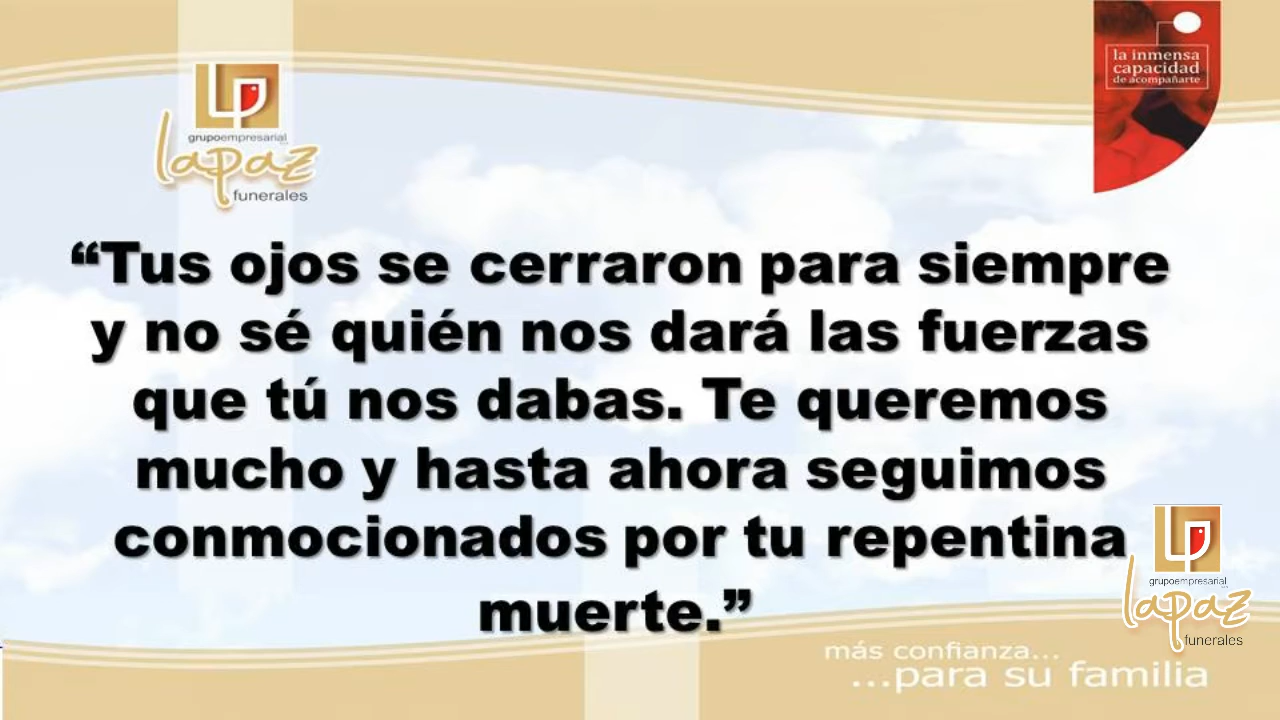 la inmensa
capacidad
de acompañarte
grupoempresarial
lapaz
funerales
“Tus ojos se cerraron para siempre
y no sé quién nos dará las fuerzas
que tú nos dabas. Te queremos
mucho y hasta ahora seguimos
conmocionados por tu repentina
muerte.”
grupoempresarial
lapaz
funerales
más confianza...
...para su familia